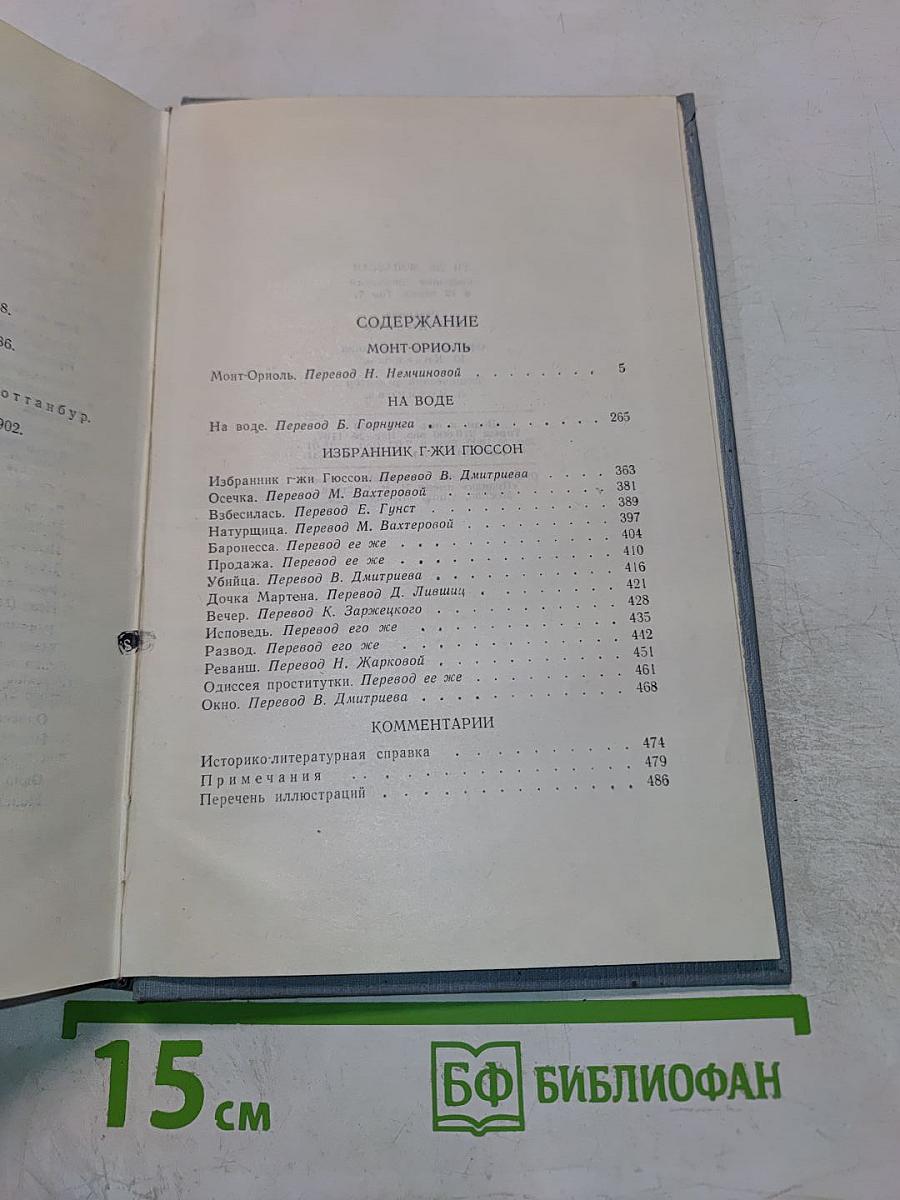 8.
86.
оттанбур.
902.
СОДЕРЖАНИЕ
МОНТ-ОРИОЛЬ
Монт-Ориоль. Перевод Н. Немчиновой . . . . . . . . 5
НА ВОДЕ
На воде. Перевод Б. Горнунга . . . . . . . . . . . 265
ИЗБРАННИК Г-ЖИ ГЮССОН
Избранник г-жи Гюссон. Перевод В. Дмитриева . . . . 363
Осечка. Перевод М. Вахтеровой . . . . . . . . . . 381
Взбесилась. Перевод Е. Гунст . . . . . . . . . . 389
Натурщица. Перевод М. Вахтеровой . . . . . . . . . 397
Баронесса. Перевод ее же . . . . . . . . . . . . 404
Продажа. Перевод ее же . . . . . . . . . . . . 410
Убийца. Перевод В. Дмитриева . . . . . . . . . . 416
Дочка Мартена. Перевод Д. Лившиц . . . . . . . . 421
Вечер. Перевод К. Заржецкого . . . . . . . . . . 428
Исповедь. Перевод его же . . . . . . . . . . . . 435
Развод. Перевод его же . . . . . . . . . . . . 442
Реванш. Перевод Н. Жарковой . . . . . . . . . . 451
Одиссея проститутки. Перевод ее же . . . . . . . . 461
Окно. Перевод В. Дмитриева . . . . . . . . . . . 468
КОММЕНТАРИИ
Историко-литературная справка . . . . . . . . . . 474
Примечания . . . . . . . . . . . . . . . 479
Перечень иллюстраций . . . . . . . . . . . . . 486
15 см
БФ БИБЛИОФАН